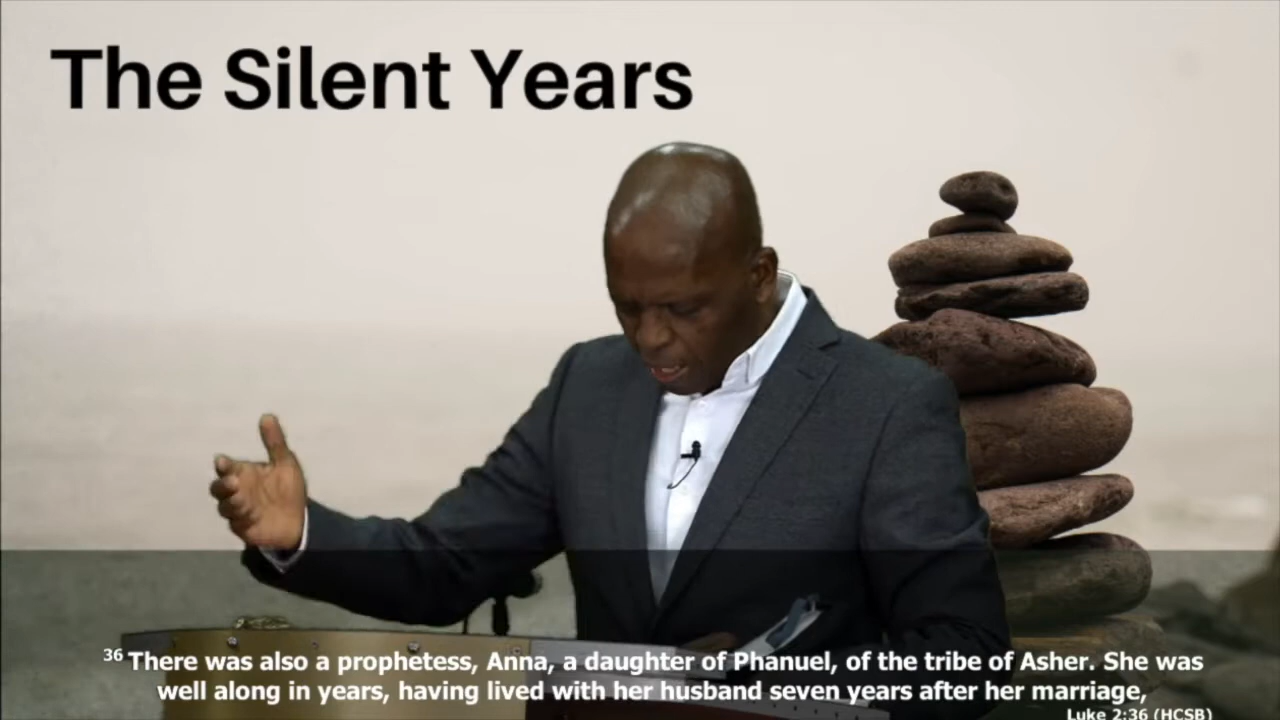 The Silent Years
36 There was also a prophetess, Anna, a daughter of Phanuel, of the tribe of Asher. She was
well along in years, having lived with her husband seven years after her marriage,
Luke 2:36 (HCSB)